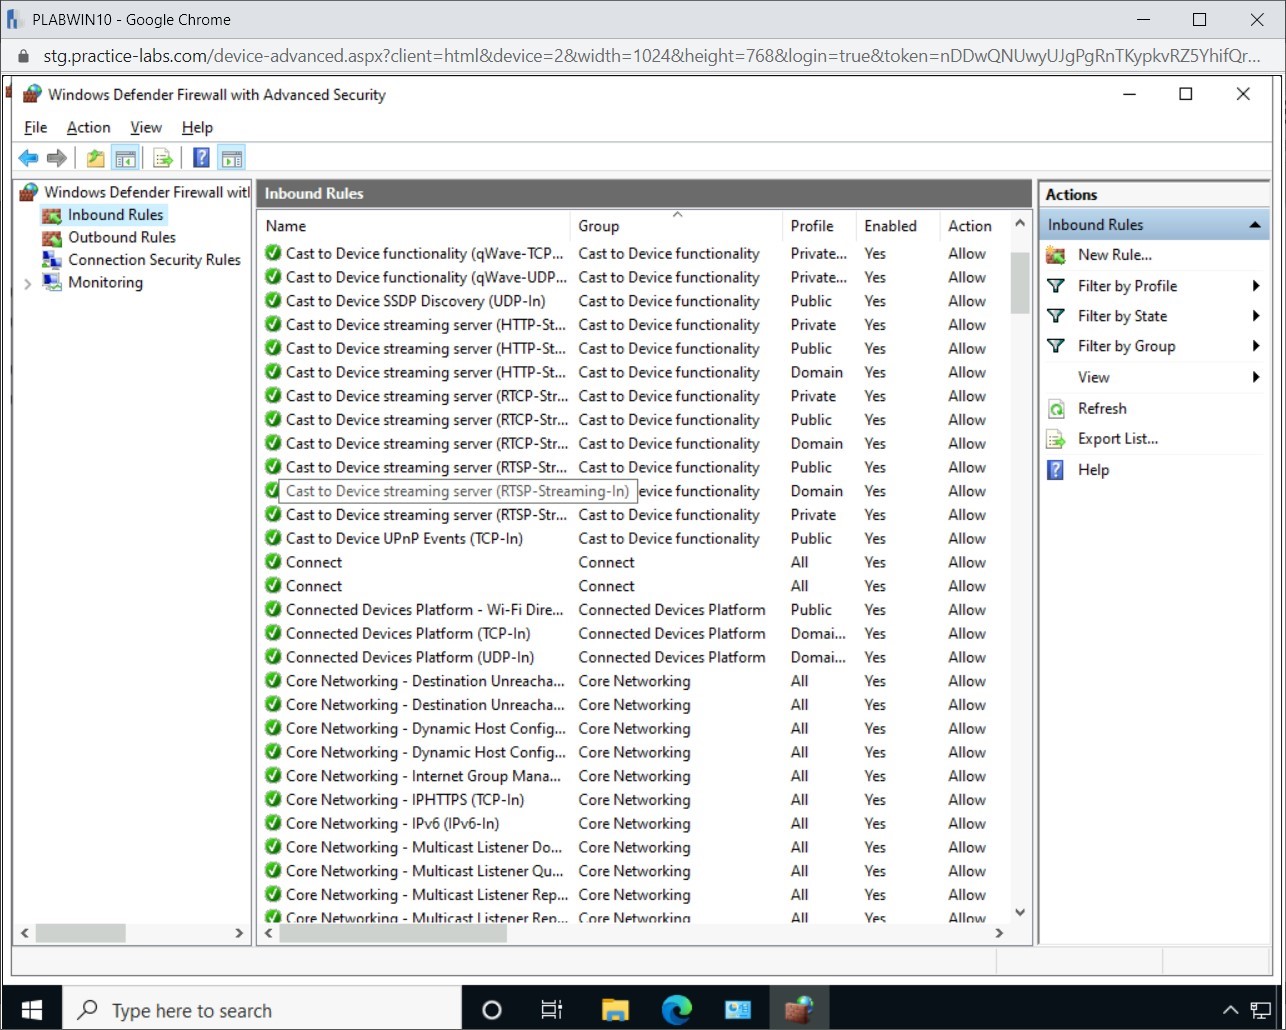 PLABWIN10 - Google Chrome
stg.practice-labs.com/device-advanced.aspx?client=html&device=2&width=1024&height=768&login=true&token=nDDwQNUwyUJgPgRnTKypkvRZ5YhifQr...
Windows Defender Firewall with Advanced Security
File Action View Help
Windows Defender Firewall witl
Inbound Rules
Outbound Rules
Connection Security Rules
Monitoring
Inbound Rules
Name Group Profile Enabled Action
Cast to Device functionality (qWave-TCP... Cast to Device functionality Private... Yes Allow
Cast to Device functionality (qWave-UDP... Cast to Device functionality Private... Yes Allow
Cast to Device SSDP Discovery (UDP-In) Cast to Device functionality Public Yes Allow
Cast to Device streaming server (HTTP-St... Cast to Device functionality Private Yes Allow
Cast to Device streaming server (HTTP-St... Cast to Device functionality Public Yes Allow
Cast to Device streaming server (HTTP-St... Cast to Device functionality Domain Yes Allow
Cast to Device streaming server (RTCP-Str... Cast to Device functionality Private Yes Allow
Cast to Device streaming server (RTCP-Str... Cast to Device functionality Public Yes Allow
Cast to Device streaming server (RTCP-Str... Cast to Device functionality Domain Yes Allow
Cast to Device streaming server (RTSP-Str... Cast to Device functionality Public Yes Allow
Cast to Device streaming server (RTSP-Streaming-In) evice functionality Domain Yes Allow
Cast to Device streaming server (RTSP-Str... Cast to Device functionality Private Yes Allow
Cast to Device UPnP Events (TCP-In) Cast to Device functionality Public Yes Allow
Connect Connect All Yes Allow
Connect Connect All Yes Allow
Connected Devices Platform - Wi-Fi Dire... Connected Devices Platform Public Yes Allow
Connected Devices Platform (TCP-In) Connected Devices Platform Domai... Yes Allow
Connected Devices Platform (UDP-In) Connected Devices Platform Domai... Yes Allow
Core Networking - Destination Unreacha... Core Networking All Yes Allow
Core Networking - Destination Unreacha... Core Networking All Yes Allow
Core Networking - Dynamic Host Config... Core Networking All Yes Allow
Core Networking - Dynamic Host Config... Core Networking All Yes Allow
Core Networking - Internet Group Mana... Core Networking All Yes Allow
Core Networking - IPHTTPS (TCP-In) Core Networking All Yes Allow
Core Networking - IPv6 (IPv6-In) Core Networking All Yes Allow
Core Networking - Multicast Listener Do... Core Networking All Yes Allow
Core Networking - Multicast Listener Qu... Core Networking All Yes Allow
Core Networking - Multicast Listener Rep... Core Networking All Yes Allow
Core Networking - Multicast Listener Rep... Core Networking All Yes Allow
Actions
Inbound Rules
New Rule...
Filter by Profile
Filter by State
Filter by Group
View
Refresh
Export List...
Help
Type here to search